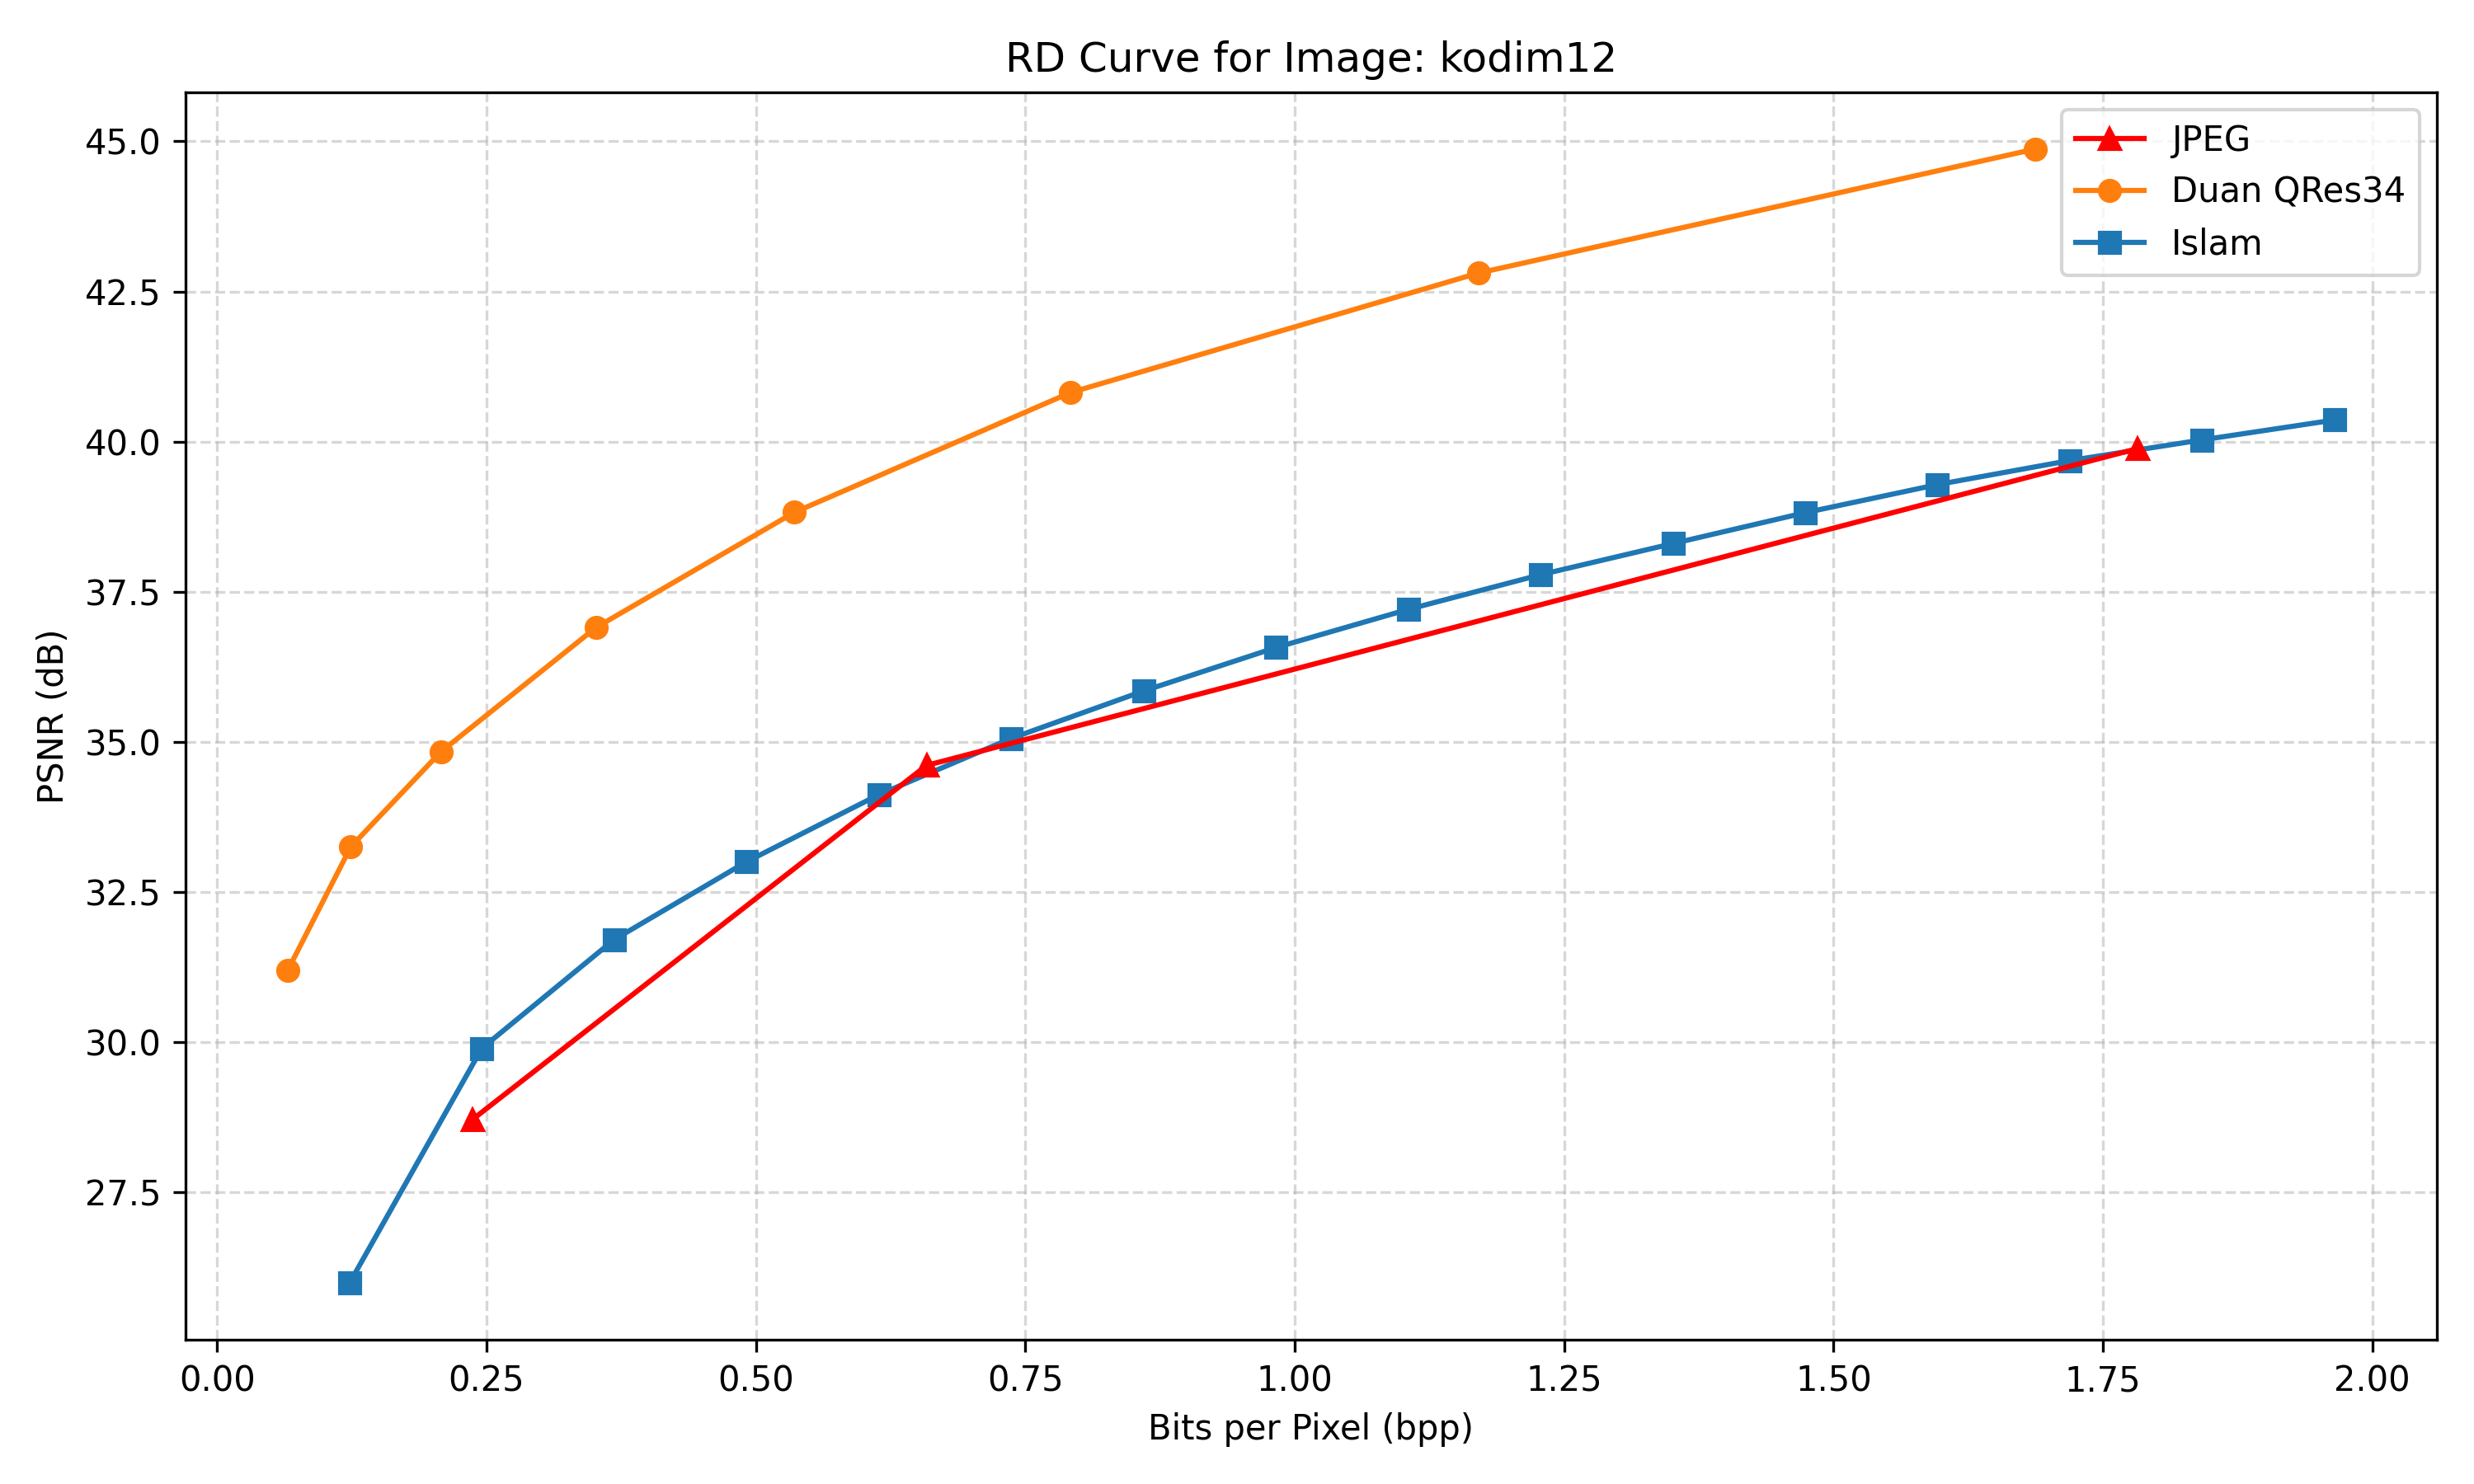 RD Curve for Image: kodim12
JPEG
Duan QRes34
Islam
PSNR (dB)
45.0
42.5
40.0
37.5
35.0
32.5
30.0
27.5
0.00 0.25 0.50 0.75 1.00 1.25 1.50 1.75 2.00
Bits per Pixel (bpp)